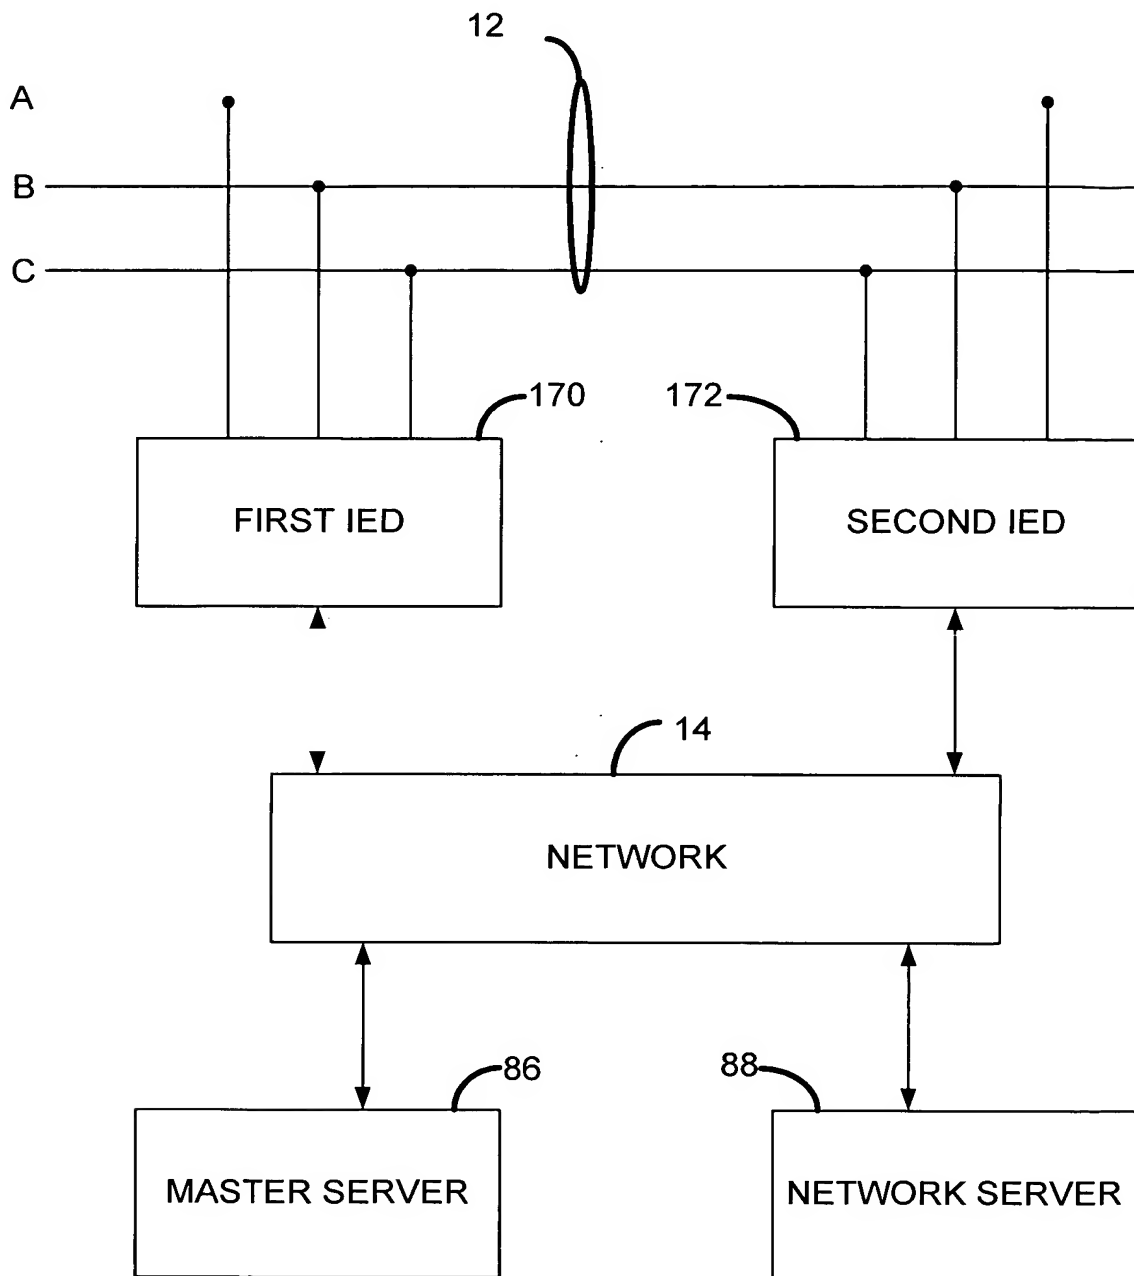 12
A
B
C
170
172
FIRST IED
SECOND IED
14
NETWORK
86
88
MASTER SERVER
NETWORK SERVER